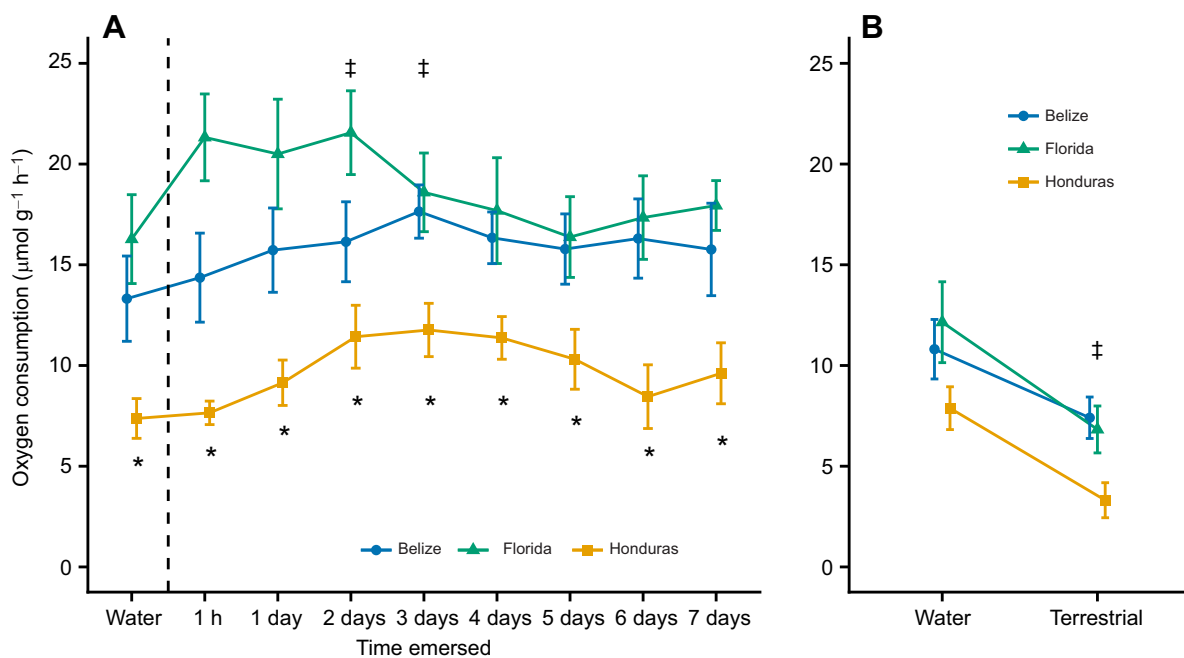 A
B
Oxygen consumption (μmol g⁻¹ h⁻¹)
25
20
15
10
5
0
‡ ‡
* * * * * * * * *
Belize Florida Honduras
Water 1 h 1 day 2 days 3 days 4 days 5 days 6 days 7 days
Time emersed
25
20
15
10
5
0
Belize
Florida
Honduras
‡
Water Terrestrial